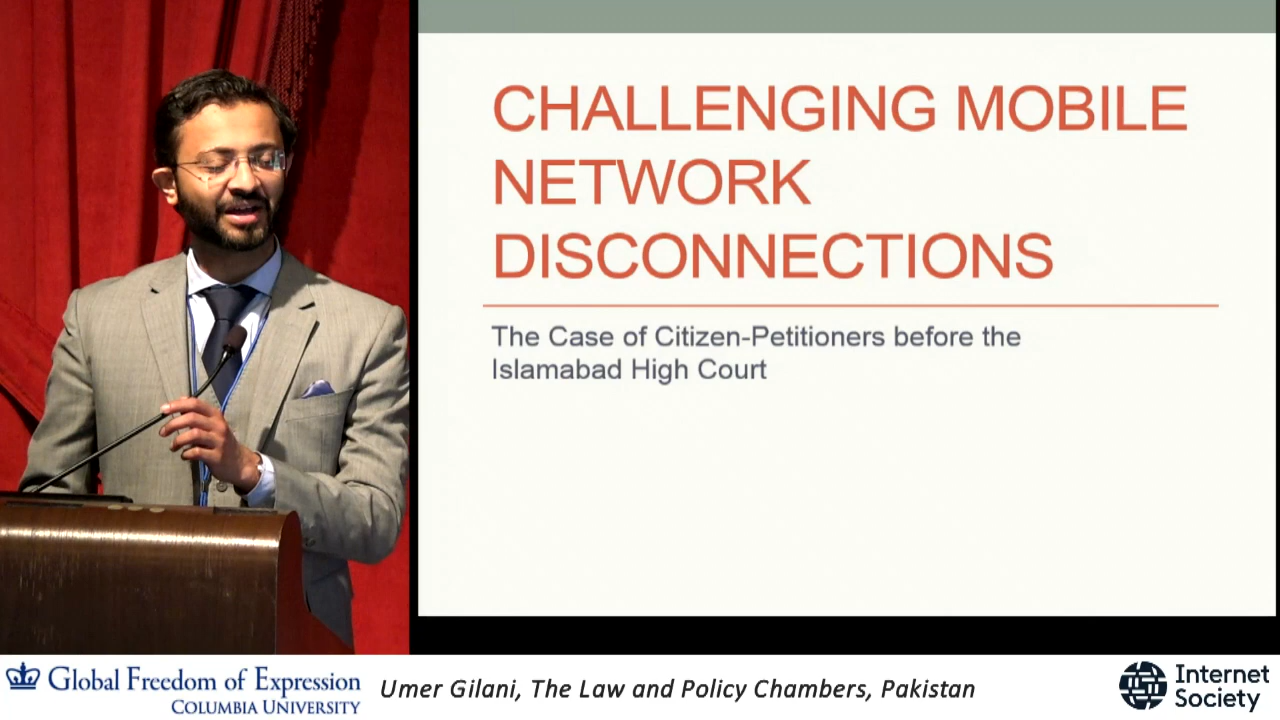 CHALLENGING MOBILE
NETWORK
DISCONNECTIONS
The Case of Citizen-Petitioners before the
Islamabad High Court
Global Freedom of Expression
COLUMBIA UNIVERSITY
Umer Gilani, The Law and Policy Chambers, Pakistan
Internet
Society